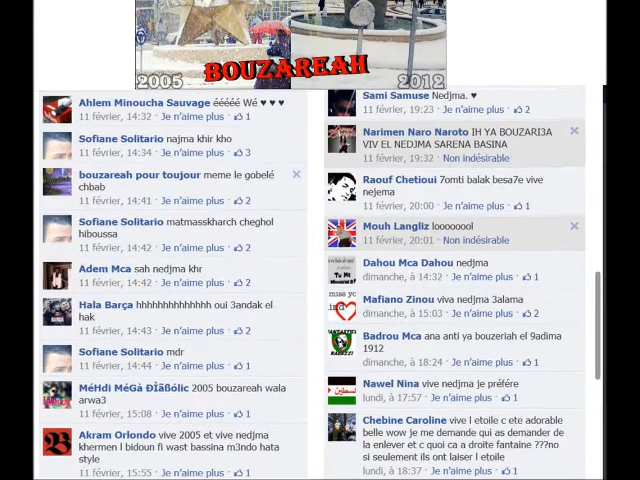 2005
BOUZAREAH
2012
Ahlem Minoucha Sauvage ééééé Wé ♥ ♥ ♥
11 février, 14:32 · Je n'aime plus · 1
Sofiane Solitario najma khir kho
11 février, 14:34 · Je n'aime plus · 3
bouzareah pour toujour meme le gobelé
chbab
11 février, 14:41 · Je n'aime plus · 2
Sofiane Solitario matmasskharch cheghol
hiboussa
11 février, 14:42 · Je n'aime plus · 2
Adem Mca sah nedjma khr
11 février, 14:42 · Je n'aime plus · 2
Hala Barça hhhhhhhhhhhhh oui 3andak el
hak
11 février, 14:43 · Je n'aime plus · 2
Sofiane Solitario mdr
11 février, 14:44 · Je n'aime plus · 1
MéHdi MéGà ĐÌãßólic 2005 bouzareah wala
arwa3
11 février, 15:08 · Je n'aime plus · 1
Akram Orlondo vive 2005 et vive nedjma
khermen l bidoun fi wast bassina m3ndo hata
style
11 février, 15:55 · Je n'aime plus · 1
Sami Samuse Nedjma. ♥
11 février, 19:23 · Je n'aime plus · 2
Narimen Naro Naroto IH YA BOUZARI3A
VIV EL NEDJMA SARENA BASINA
11 février, 19:32 · Non indésirable
Raouf Chetioui 7omti balak besa7e vive
nejema
11 février, 20:00 · Je n'aime plus · 1
Mouh Langliz looooooool
11 février, 20:01 · Non indésirable
Dahou Mca Dahou nedjma
dimanche, à 14:32 · Je n'aime plus · 1
Mafiano Zinou viva nedjma 3alama
dimanche, à 15:03 · Je n'aime plus · 2
Badrou Mca ana anti ya bouzeriah el 9adima
1912
dimanche, à 18:24 · Je n'aime plus · 1
Nawel Nina vive nedjma je préfére
lundi, à 17:57 · Je n'aime plus · 1
Chebine Caroline vive l etoile c ete adorable
belle wow je me demande qui as demander de
la enlever et c quoi ca a droite fantaine ???no
si seulement ils ont laiser l etoile
lundi, à 18:37 · Je n'aime plus · 1